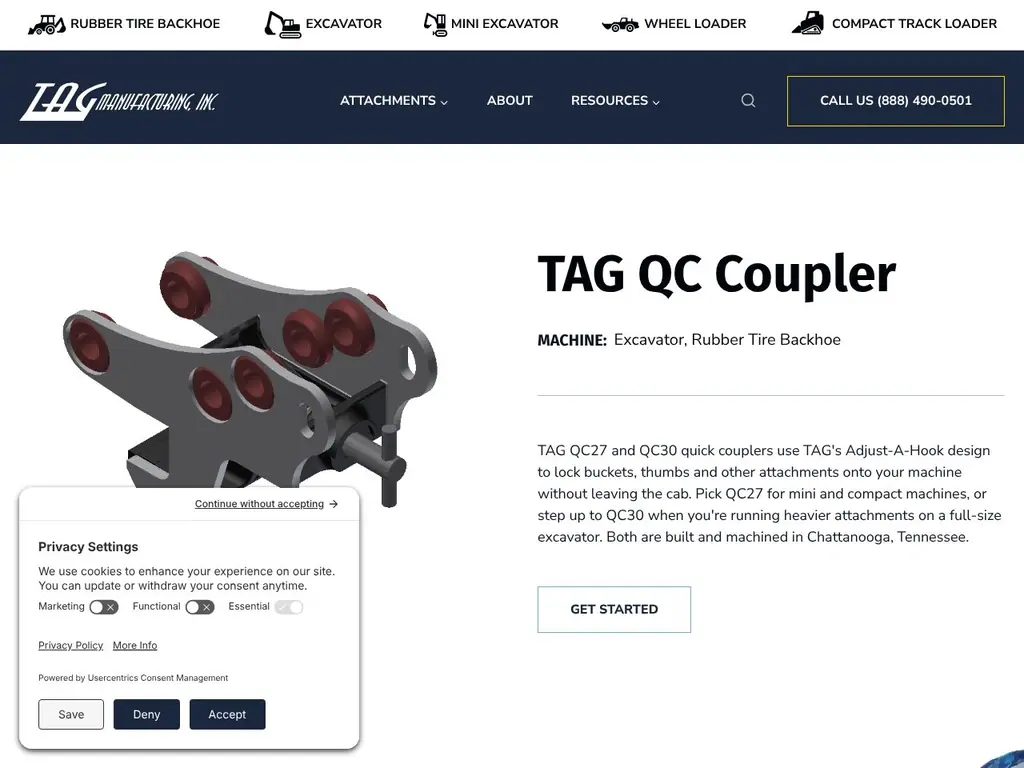 RUBBER TIRE BACKHOE
EXCAVATOR
MINI EXCAVATOR
WHEEL LOADER
COMPACT TRACK LOADER
TAG MANUFACTURING, INC.
ATTACHMENTS
ABOUT
RESOURCES
CALL US (888) 490-0501
TAG QC Coupler
MACHINE: Excavator, Rubber Tire Backhoe
TAG QC27 and QC30 quick couplers use TAG's Adjust-A-Hook design
to lock buckets, thumbs and other attachments onto your machine
without leaving the cab. Pick QC27 for mini and compact machines, or
step up to QC30 when you're running heavier attachments on a full-size
excavator. Both are built and machined in Chattanooga, Tennessee.
GET STARTED
Continue without accepting →
Privacy Settings
We use cookies to enhance your experience on our site.
You can update or withdraw your consent anytime.
Marketing Functional Essential
Privacy Policy More Info
Powered by Usercentrics Consent Management
Save Deny Accept